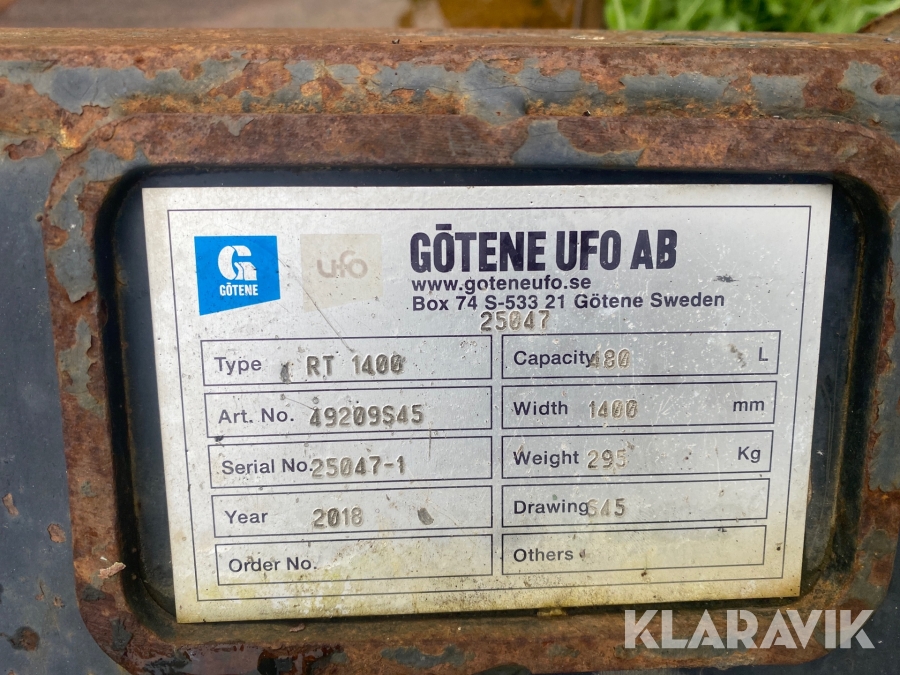 GÖTENE
ufo
GÖTENE UFO AB
www.goteneufo.se
Box 74 S-533 21 Götene Sweden
25047
Type RT 1400
Capacity 480 L
Art. No. 49209S45
Width 1400 mm
Serial No. 25047-1
Weight 295 Kg
Year 2018
Drawing S45
Order No.
Others
KLARAVIK